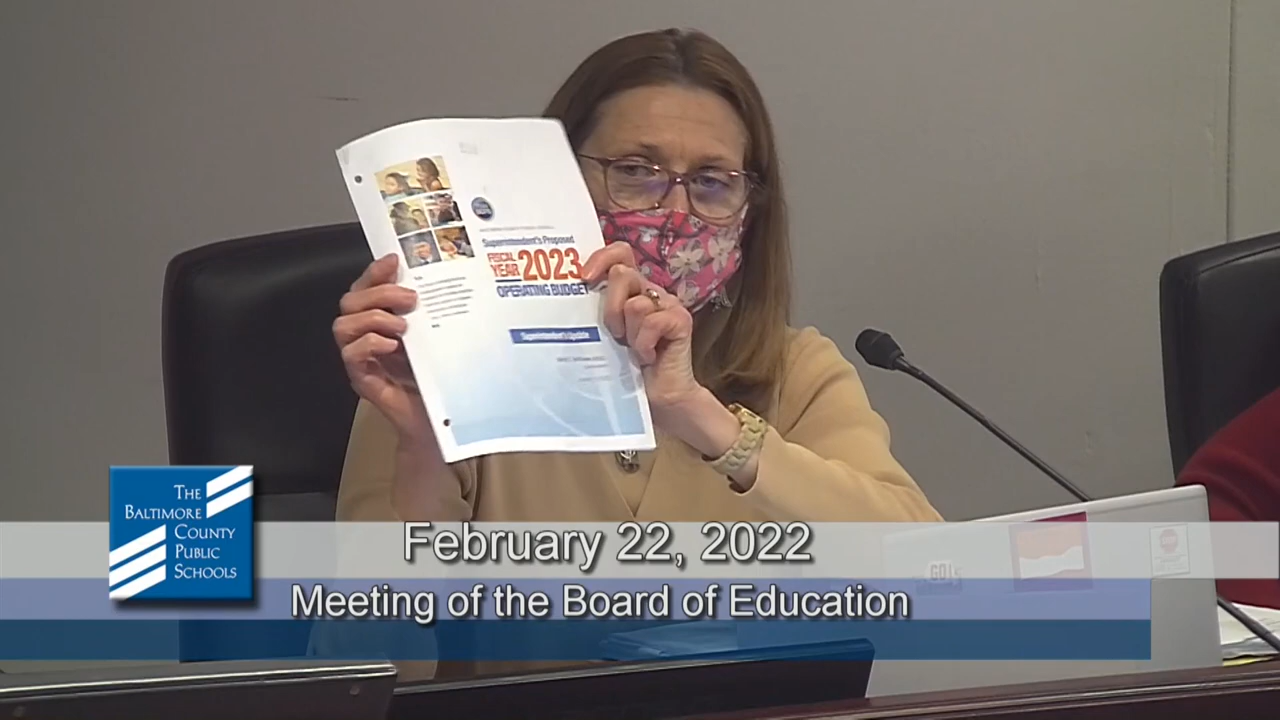 Superintendent's Proposed
FISCAL
YEAR 2023
OPERATING BUDGET
Superintendent's Update
THE
BALTIMORE
COUNTY
PUBLIC
SCHOOLS
February 22, 2022
Meeting of the Board of Education